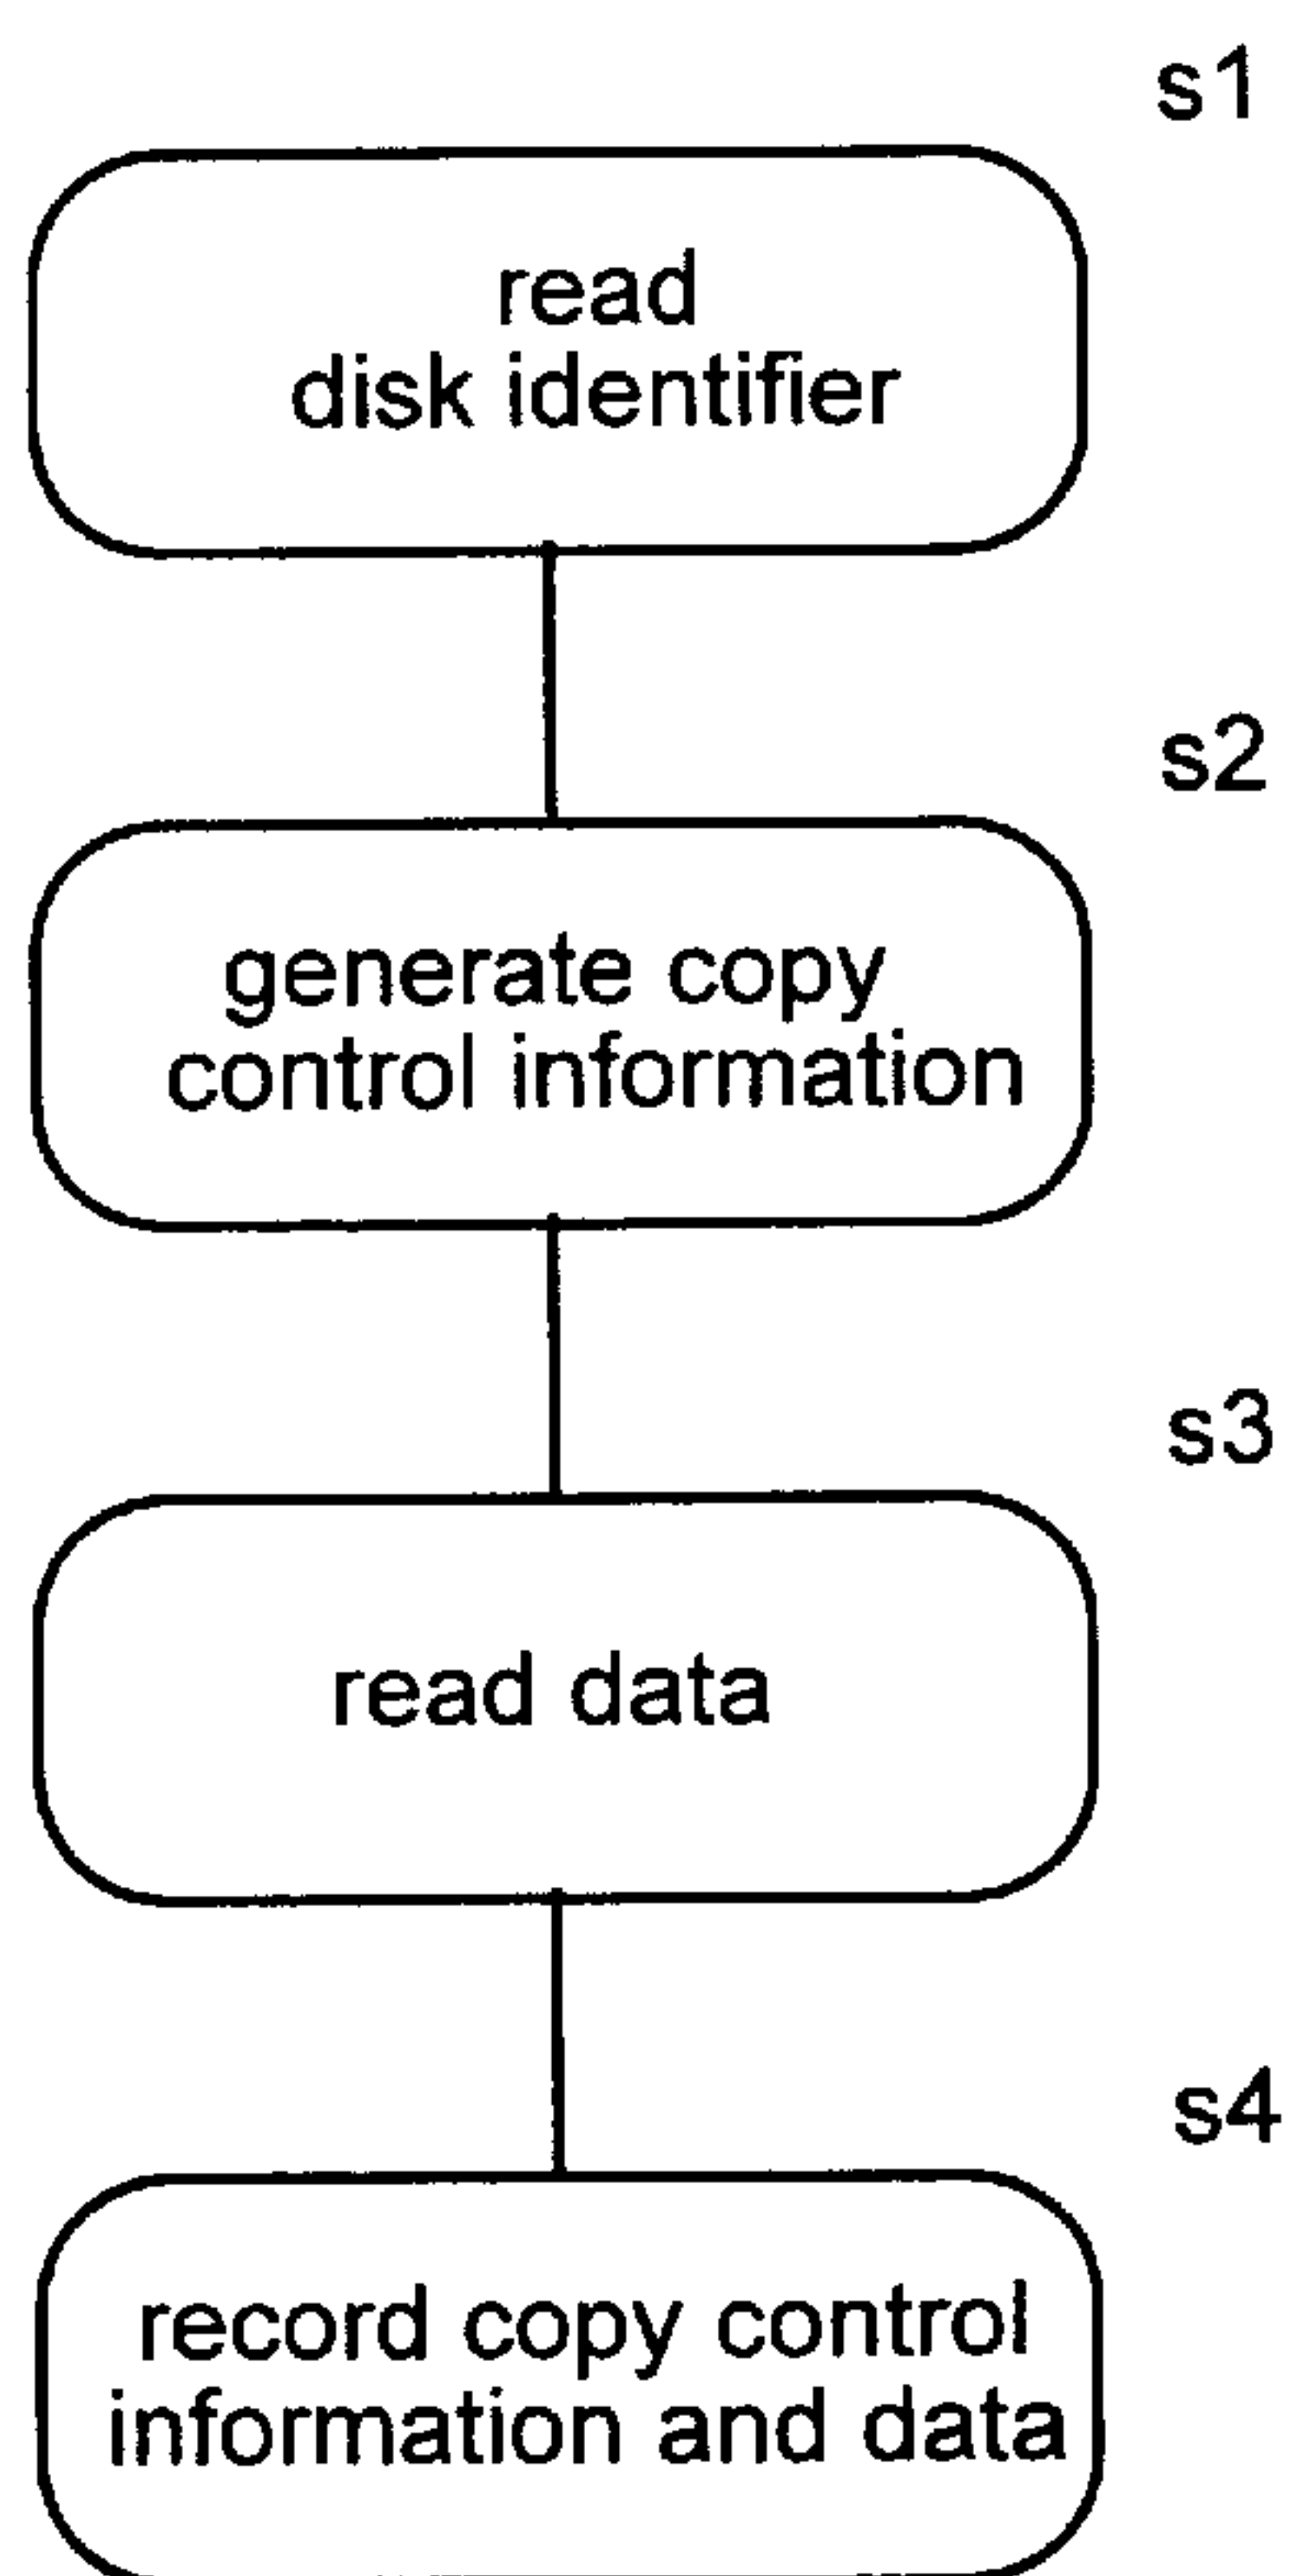 s1
read
disk identifier
s2
generate copy
control information
s3
read data
s4
record copy control
information and data